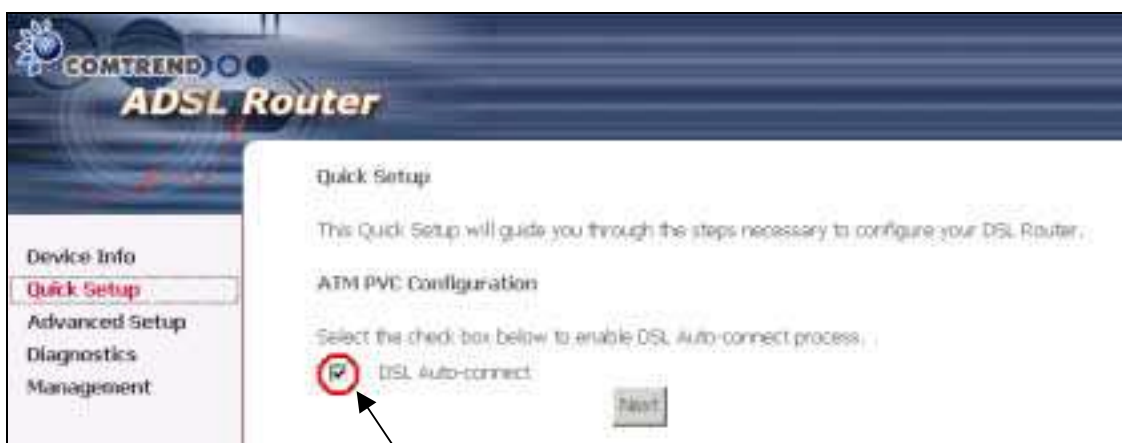 COMTREND
ADSL Router
Device Info
Quick Setup
Advanced Setup
Diagnostics
Management
Quick Setup
This Quick Setup will guide you through the steps necessary to configure your DSL Router.
ATM PVC Configuration
Select the check box below to enable DSL Auto-connect process.
DSL Auto-connect
Next